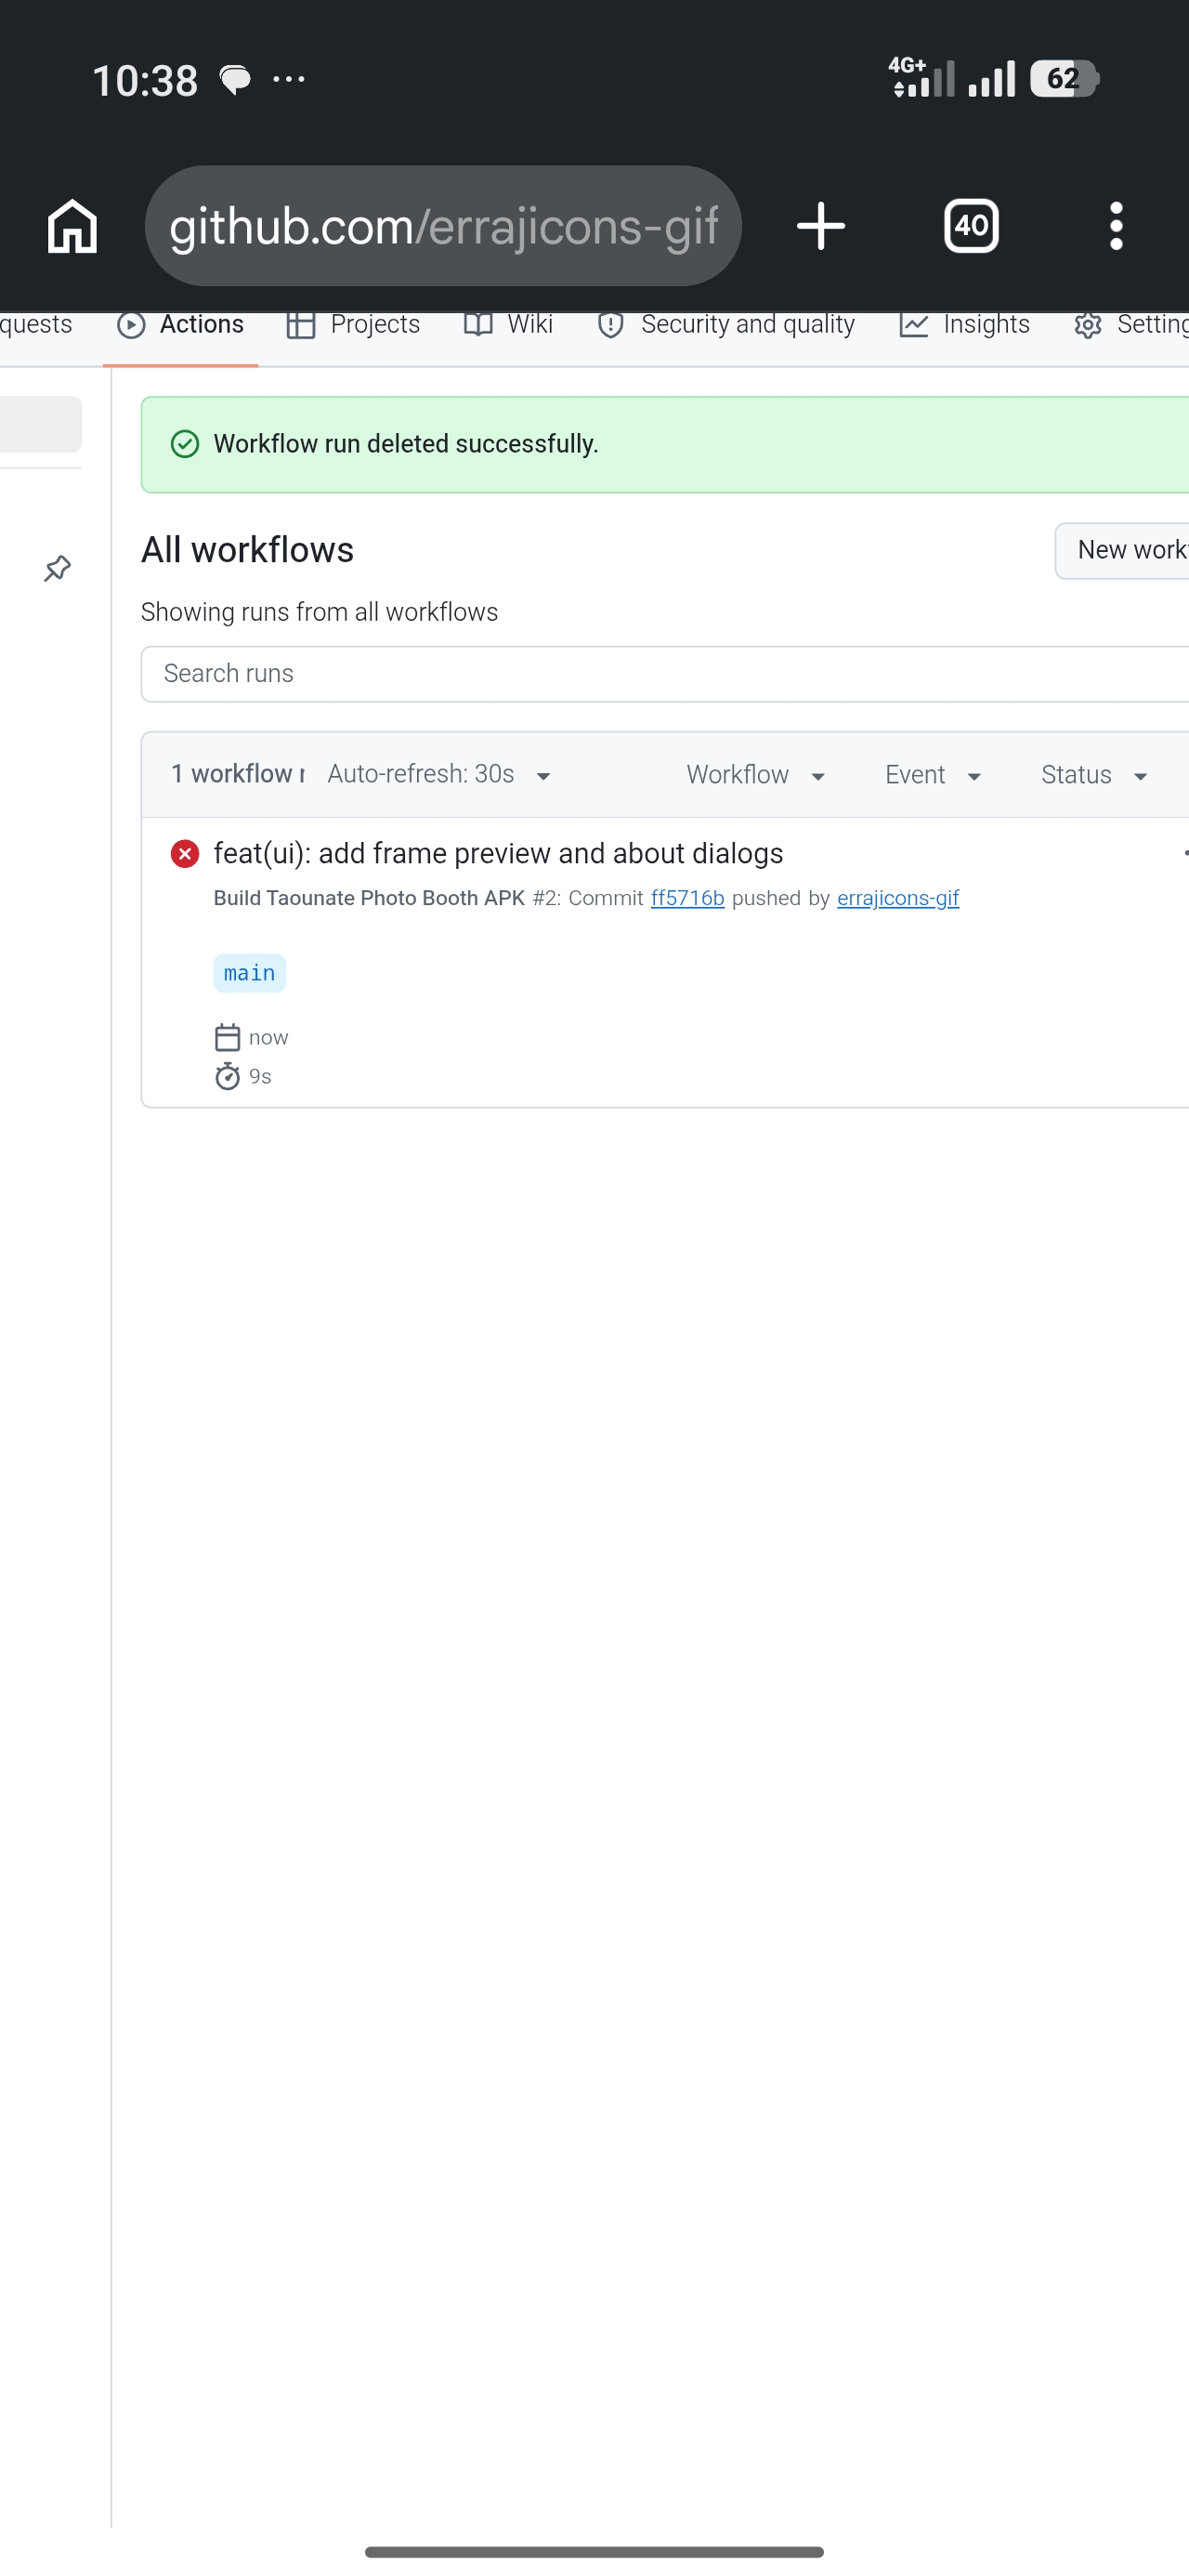 10:38 ...
4G+ 62
github.com/errajicons-gif
40
quests Actions Projects Wiki Security and quality Insights Setting
Workflow run deleted successfully.
All workflows
New work
Showing runs from all workflows
Search runs
1 workflow r Auto-refresh: 30s Workflow Event Status
feat(ui): add frame preview and about dialogs
Build Taounate Photo Booth APK #2: Commit ff5716b pushed by errajicons-gif
main
now
9s